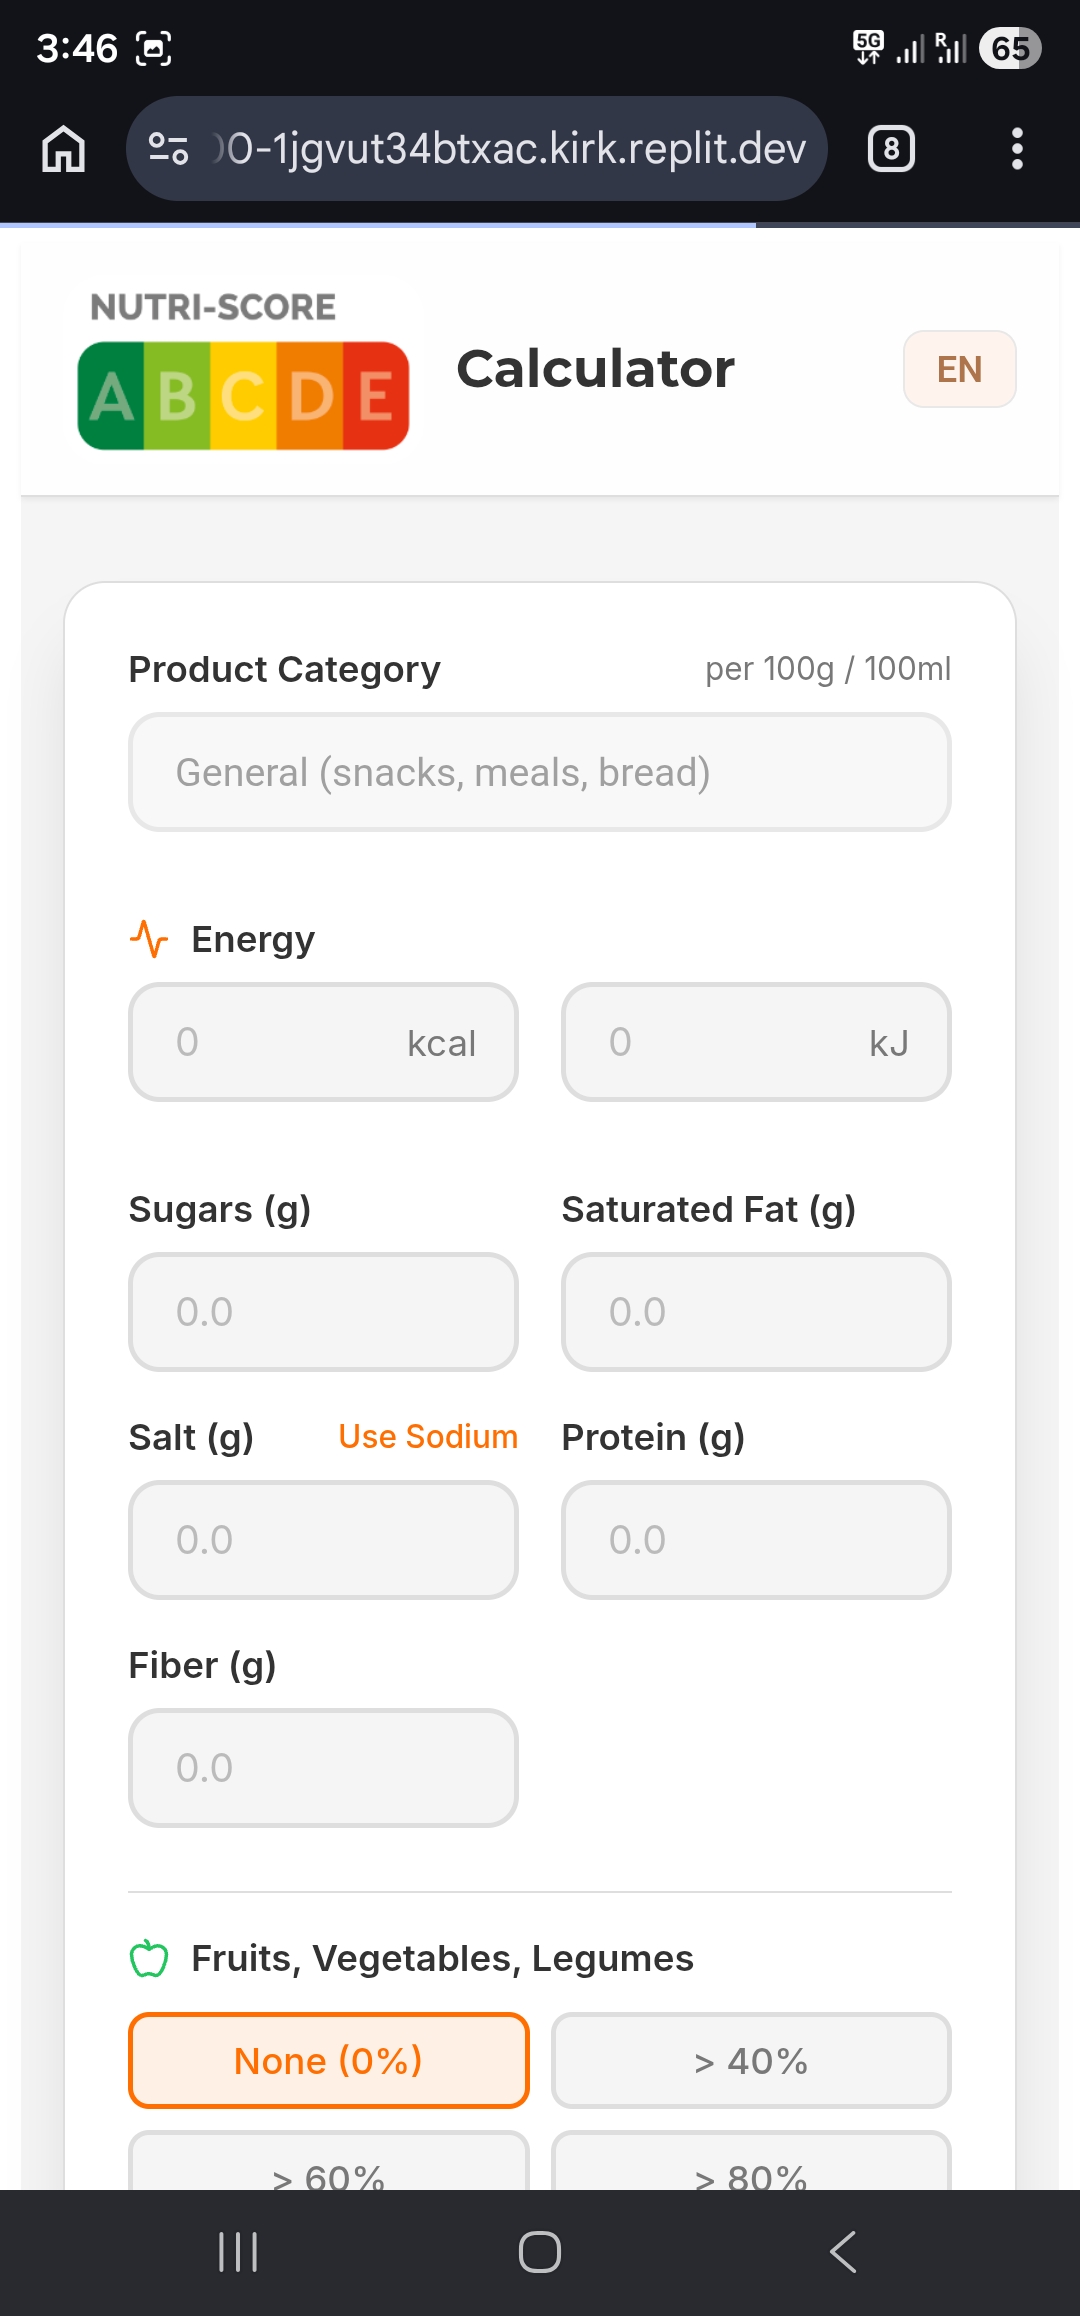 3:46 5G R 65
0-1jgvut34btxac.kirk.replit.dev 8
NUTRI-SCORE
A B C D E
Calculator
EN
Product Category per 100g / 100ml
General (snacks, meals, bread)
Energy
0 kcal 0 kJ
Sugars (g) Saturated Fat (g)
0.0 0.0
Salt (g) Use Sodium Protein (g)
0.0 0.0
Fiber (g)
0.0
Fruits, Vegetables, Legumes
None (0%) > 40%
> 60% > 80%